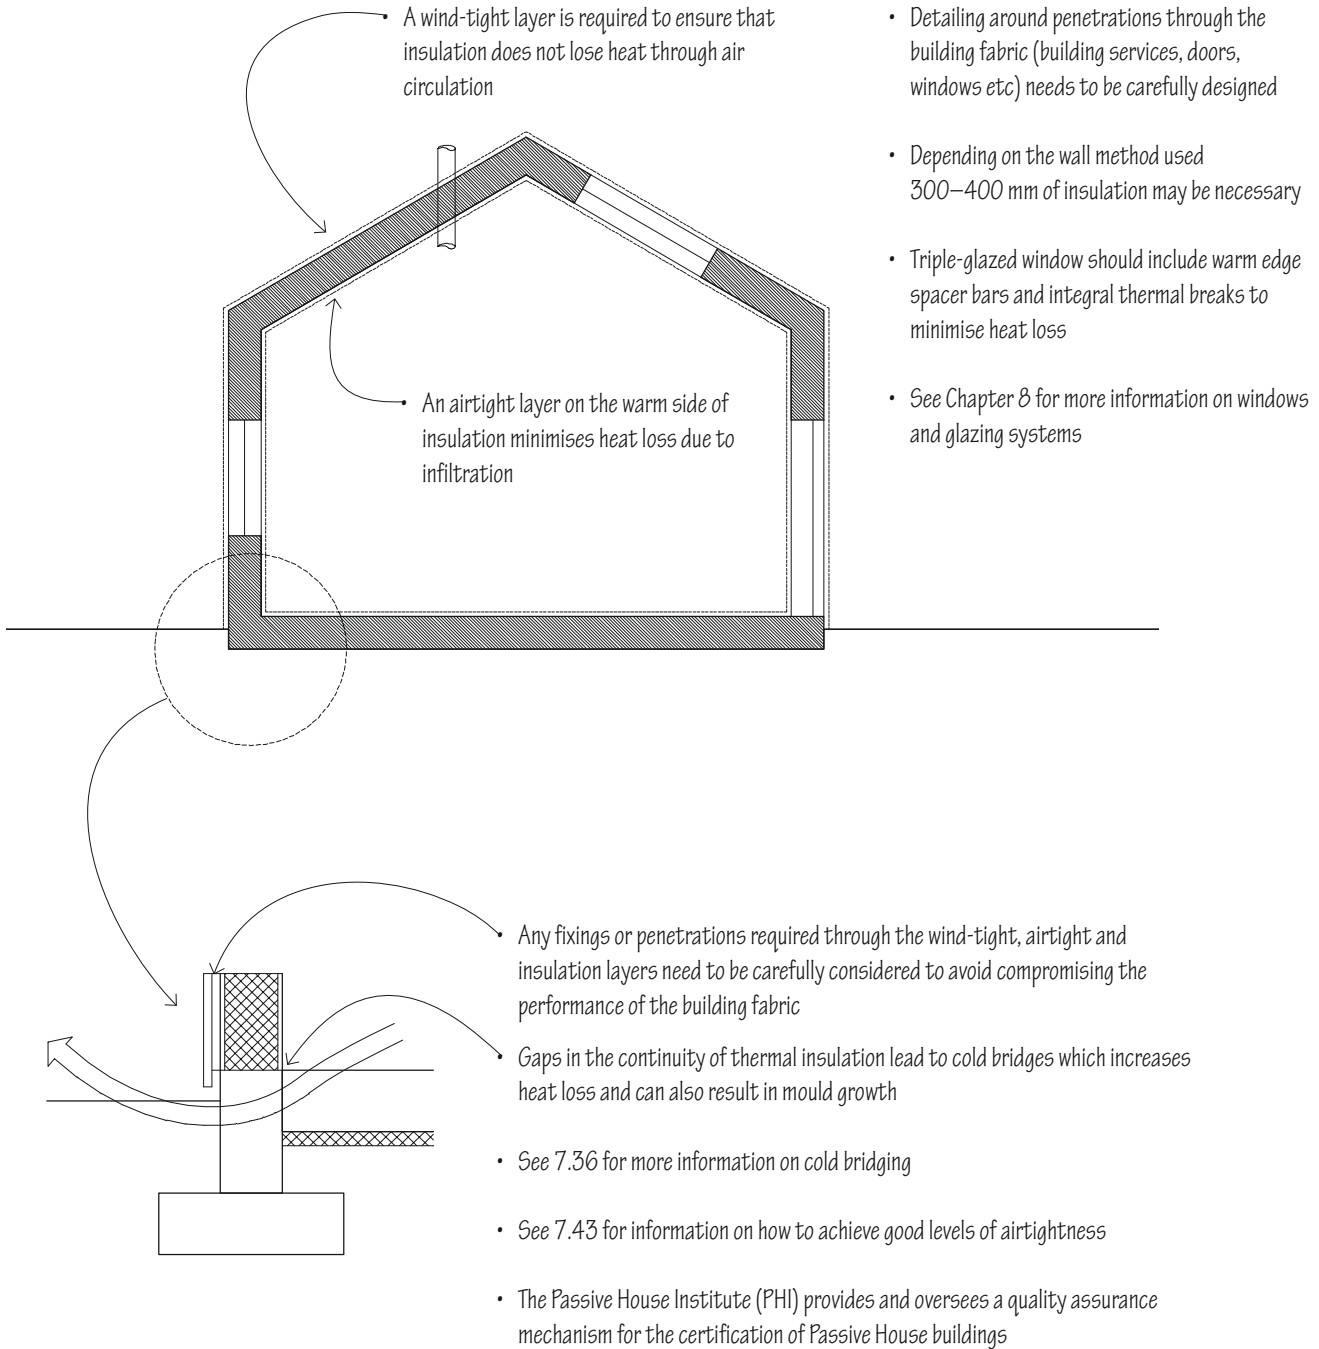 • A wind-tight layer is required to ensure that
insulation does not lose heat through air
circulation
• Detailing around penetrations through the
building fabric (building services, doors,
windows etc) needs to be carefully designed
• Depending on the wall method used
300–400 mm of insulation may be necessary
• Triple-glazed window should include warm edge
spacer bars and integral thermal breaks to
minimise heat loss
• See Chapter 8 for more information on windows
and glazing systems
• An airtight layer on the warm side of
insulation minimises heat loss due to
infiltration
• Any fixings or penetrations required through the wind-tight, airtight and
insulation layers need to be carefully considered to avoid compromising the
performance of the building fabric
• Gaps in the continuity of thermal insulation lead to cold bridges which increases
heat loss and can also result in mould growth
• See 7.36 for more information on cold bridging
• See 7.43 for information on how to achieve good levels of airtightness
• The Passive House Institute (PHI) provides and oversees a quality assurance
mechanism for the certification of Passive House buildings